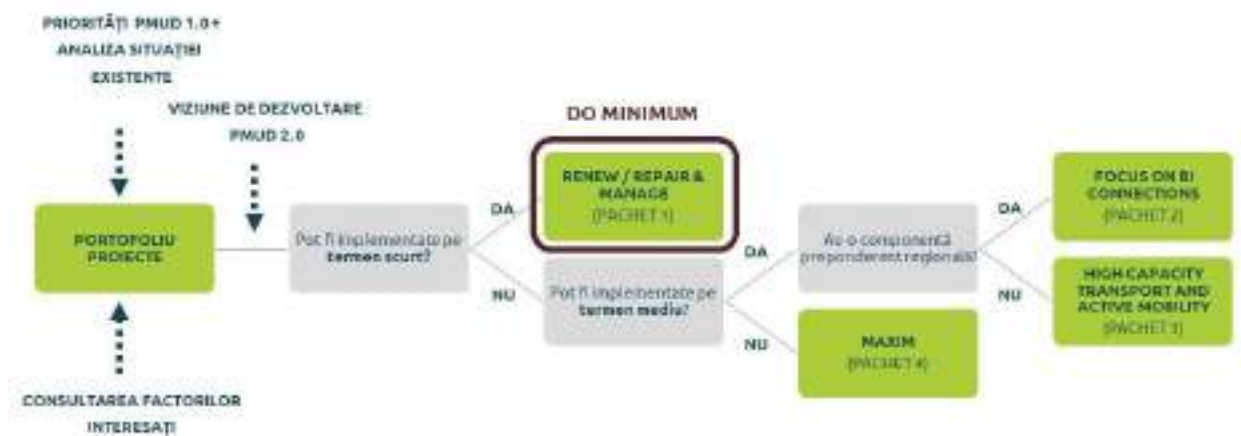 PRIORITĂȚI PMUD 1.0+
ANALIZA SITUAȚIEI
EXISTENTE
VIZIUNE DE DEZVOLTARE
PMUD 2.0
DO MINIMUM
RENEW / REPAIR &
MANAGE
(PACHET 1)
FOCUS ON BI
CONNECTIONS
(PACHET 2)
DA
DA
PORTOFOLIU
PROIECTE
Pot fi implementate pe
termen scurt?
DA
Au o componentă
preponderent regională?
NU
Pot fi implementate pe
termen mediu?
NU
HIGH CAPACITY
TRANSPORT AND
ACTIVE MOBILITY
(PACHET 3)
NU
MAXIM
(PACHET 4)
CONSULTAREA FACTORILOR
INTERESAȚI